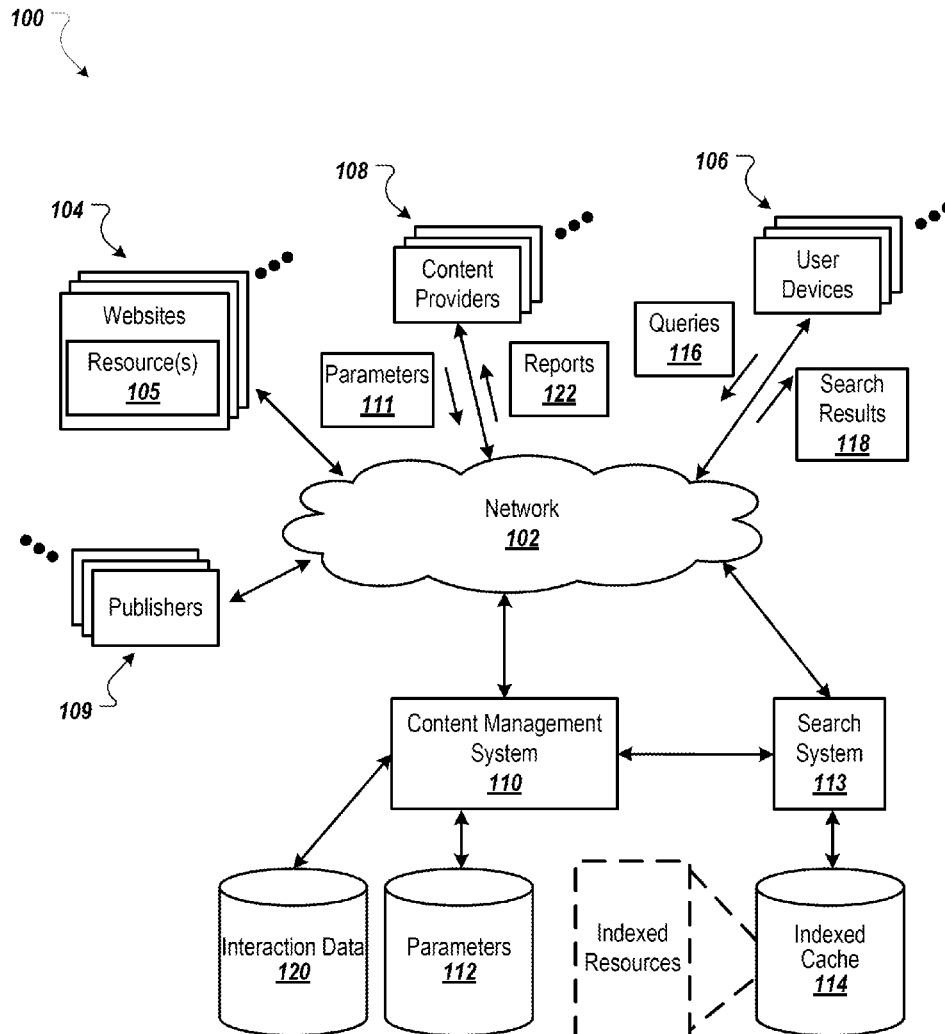 100
108
106
104
Content
Providers
User
Devices
Websites
Resource(s)
105
Parameters
111
Reports
122
Queries
116
Search
Results
118
Network
102
Publishers
109
Content Management
System
110
Search
System
113
Interaction Data
120
Parameters
112
Indexed
Resources
Indexed
Cache
114